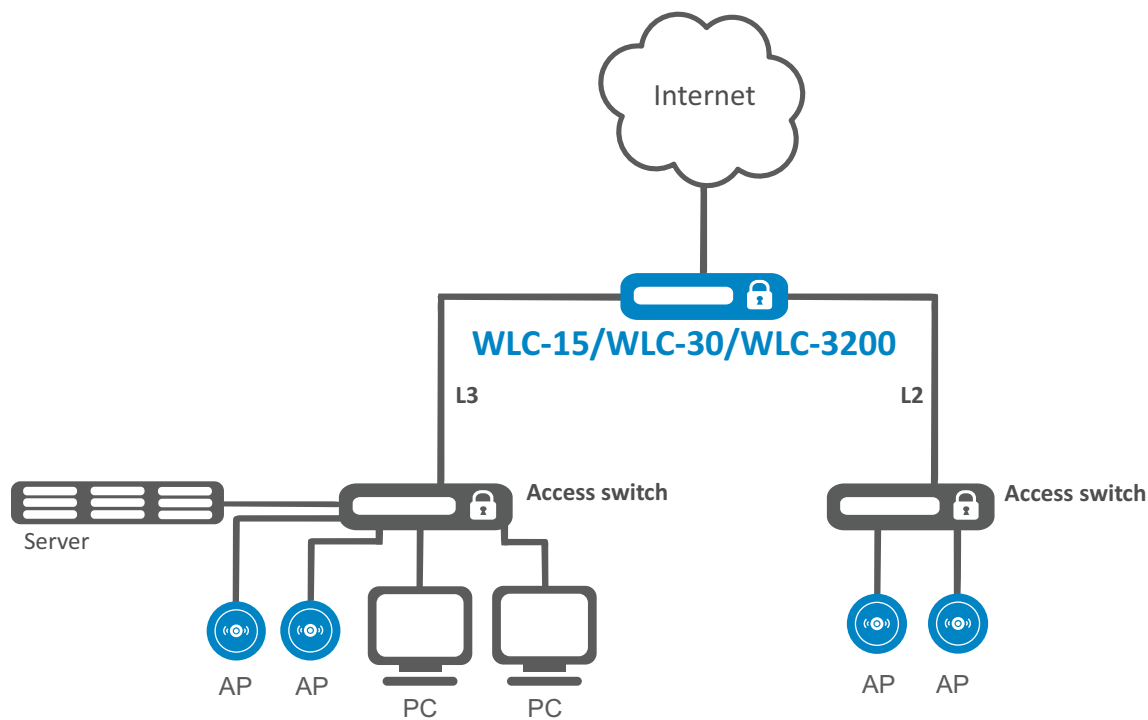 Internet
WLC-15/WLC-30/WLC-3200
L3
L2
Access switch
Access switch
Server
AP
AP
PC
PC
AP
AP